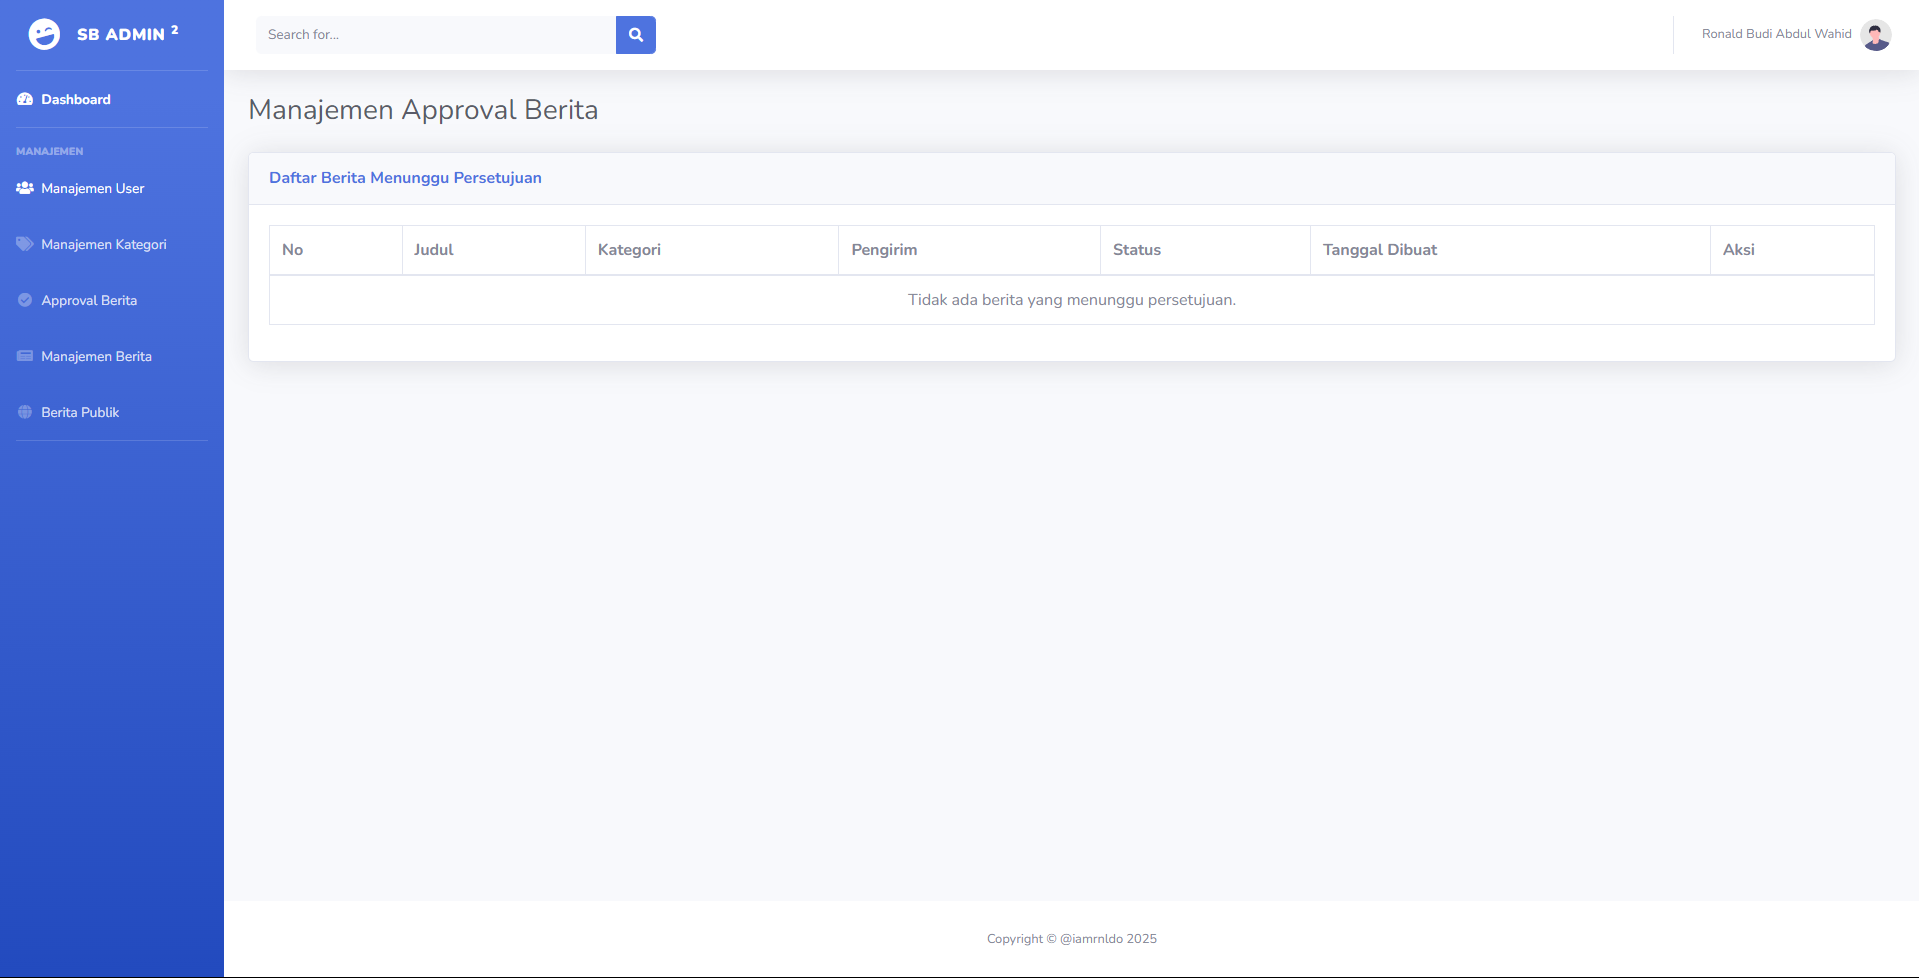 SB ADMIN 2
Search for...
Ronald Budi Abdul Wahid
Dashboard
MANAJEMEN
Manajemen User
Manajemen Kategori
Approval Berita
Manajemen Berita
Berita Publik
Manajemen Approval Berita
Daftar Berita Menunggu Persetujuan
No Judul Kategori Pengirim Status Tanggal Dibuat Aksi
Tidak ada berita yang menunggu persetujuan.
Copyright © @iamrnldo 2025